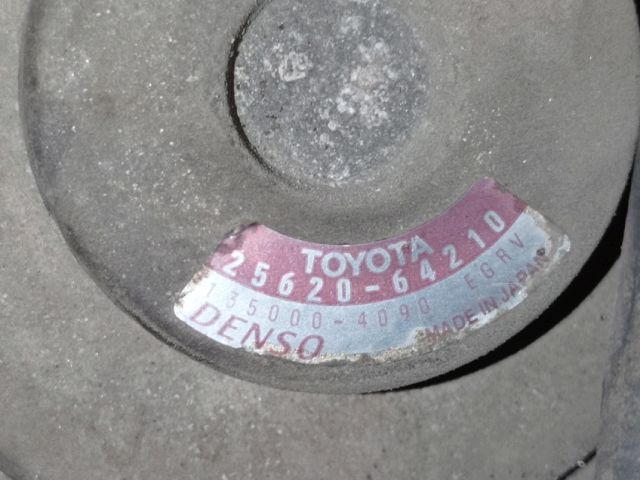 TOYOTA
25620-64210
135000-4090 EGRV
DENSO MADE IN JAPAN